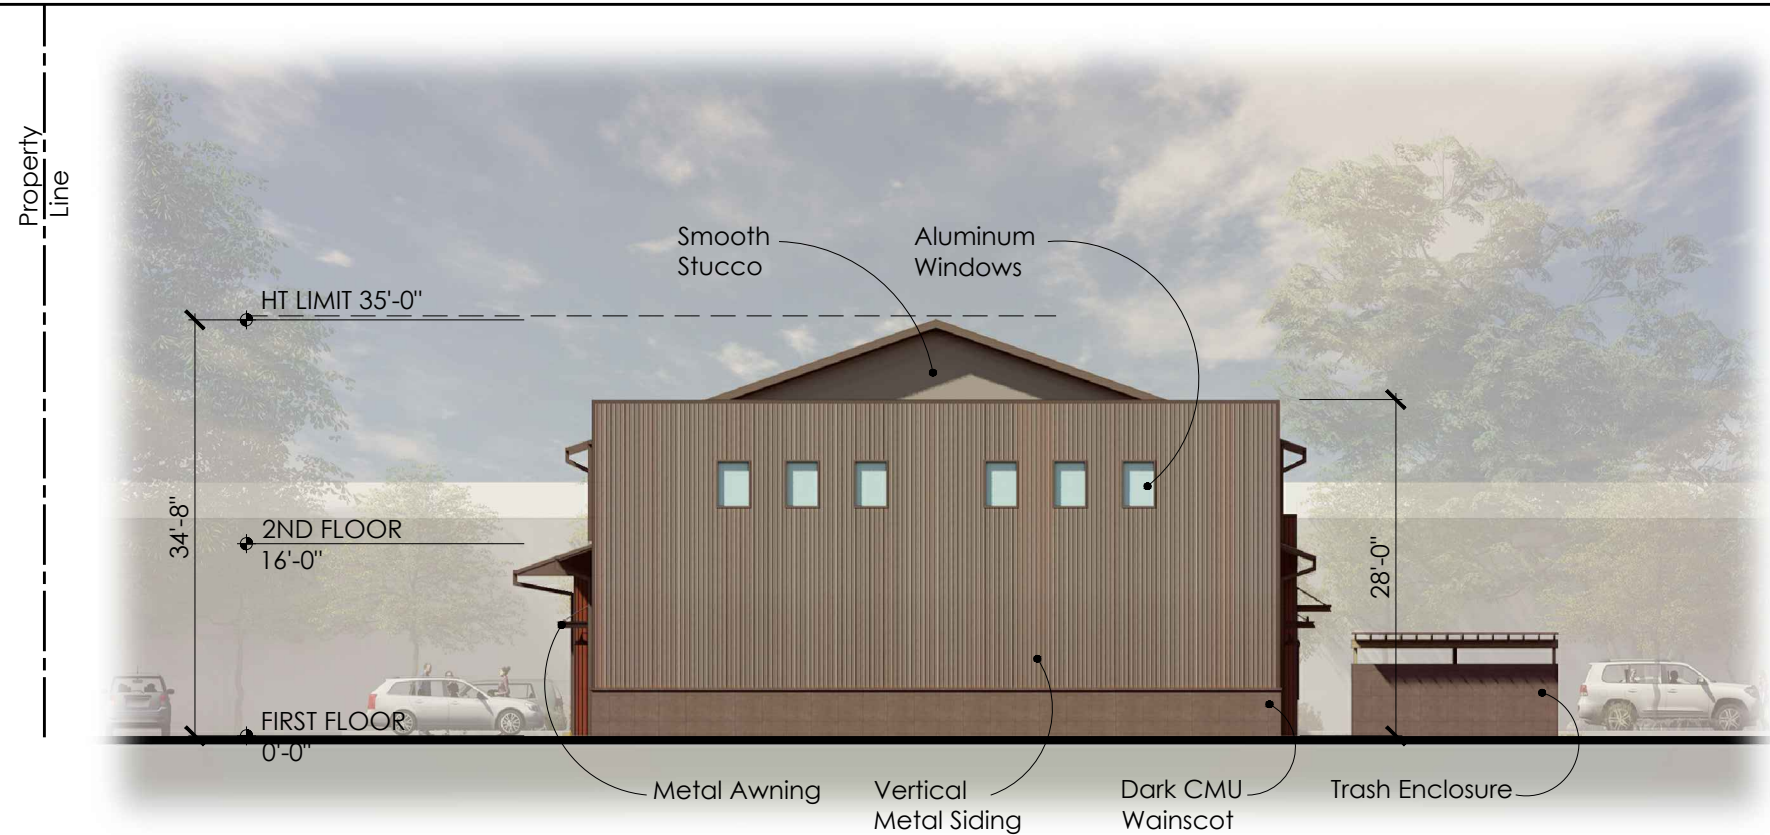 Property
Line
Smooth
Stucco
Aluminum
Windows
HT LIMIT 35'-0"
34'-8"
2ND FLOOR
16'-0"
28'-0"
FIRST FLOOR
0'-0"
Metal Awning
Vertical
Metal Siding
Dark CMU
Wainscot
Trash Enclosure